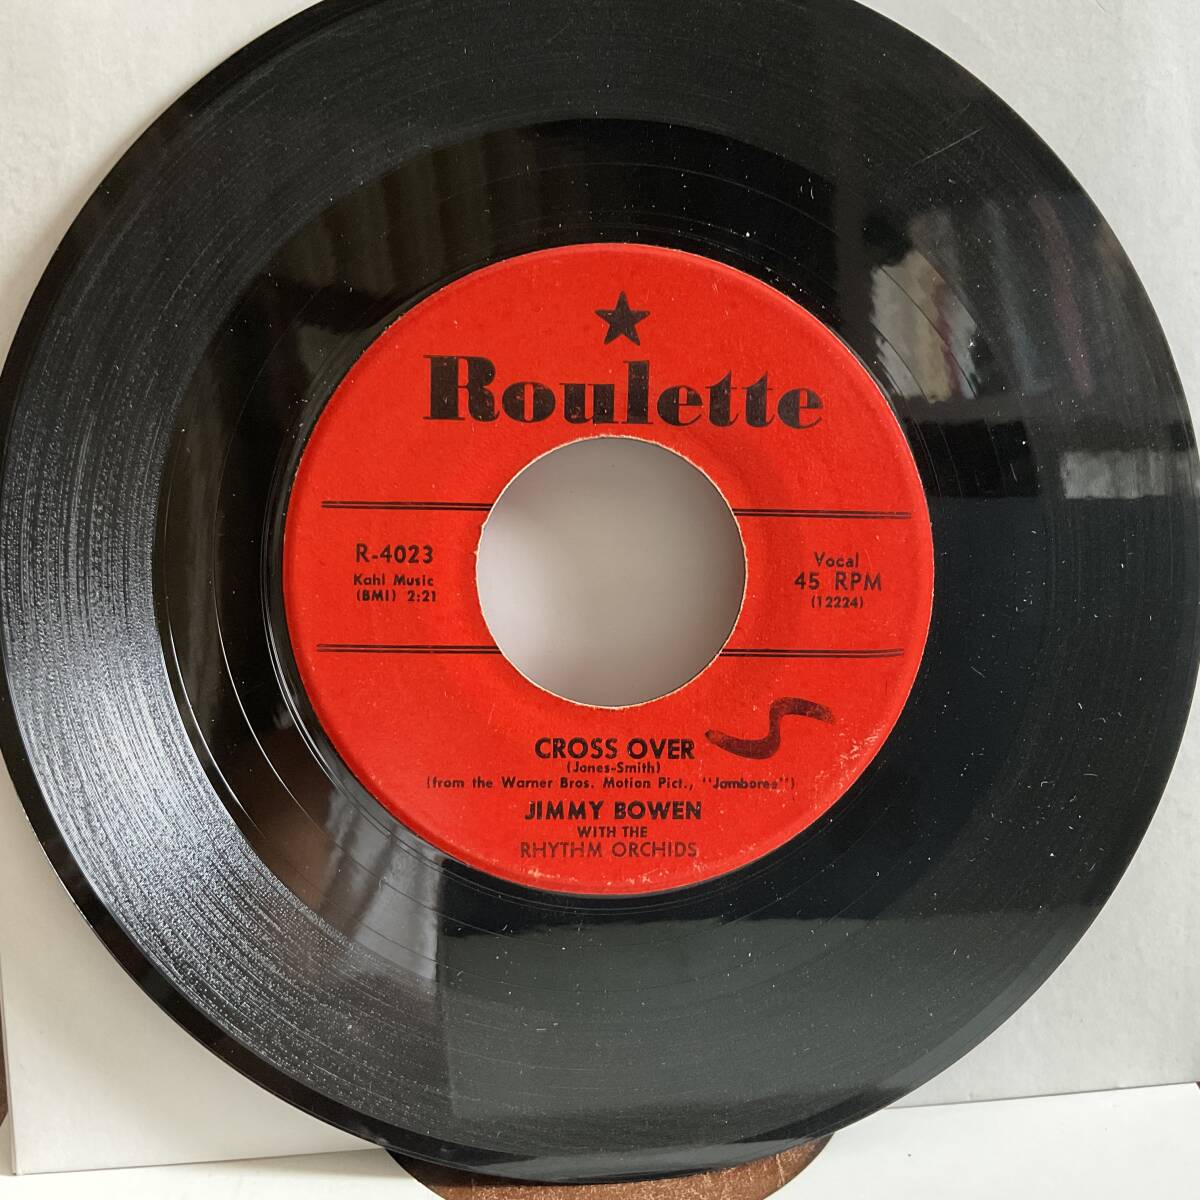 Roulette
R-4023
Kahl Music
(BMI) 2:21
Vocal
45 RPM
(12224)
CROSS OVER
(Jones-Smith)
(from the Warner Bros. Motion Pict., "Jamboree")
JIMMY BOWEN
WITH THE
RHYTHM ORCHIDS